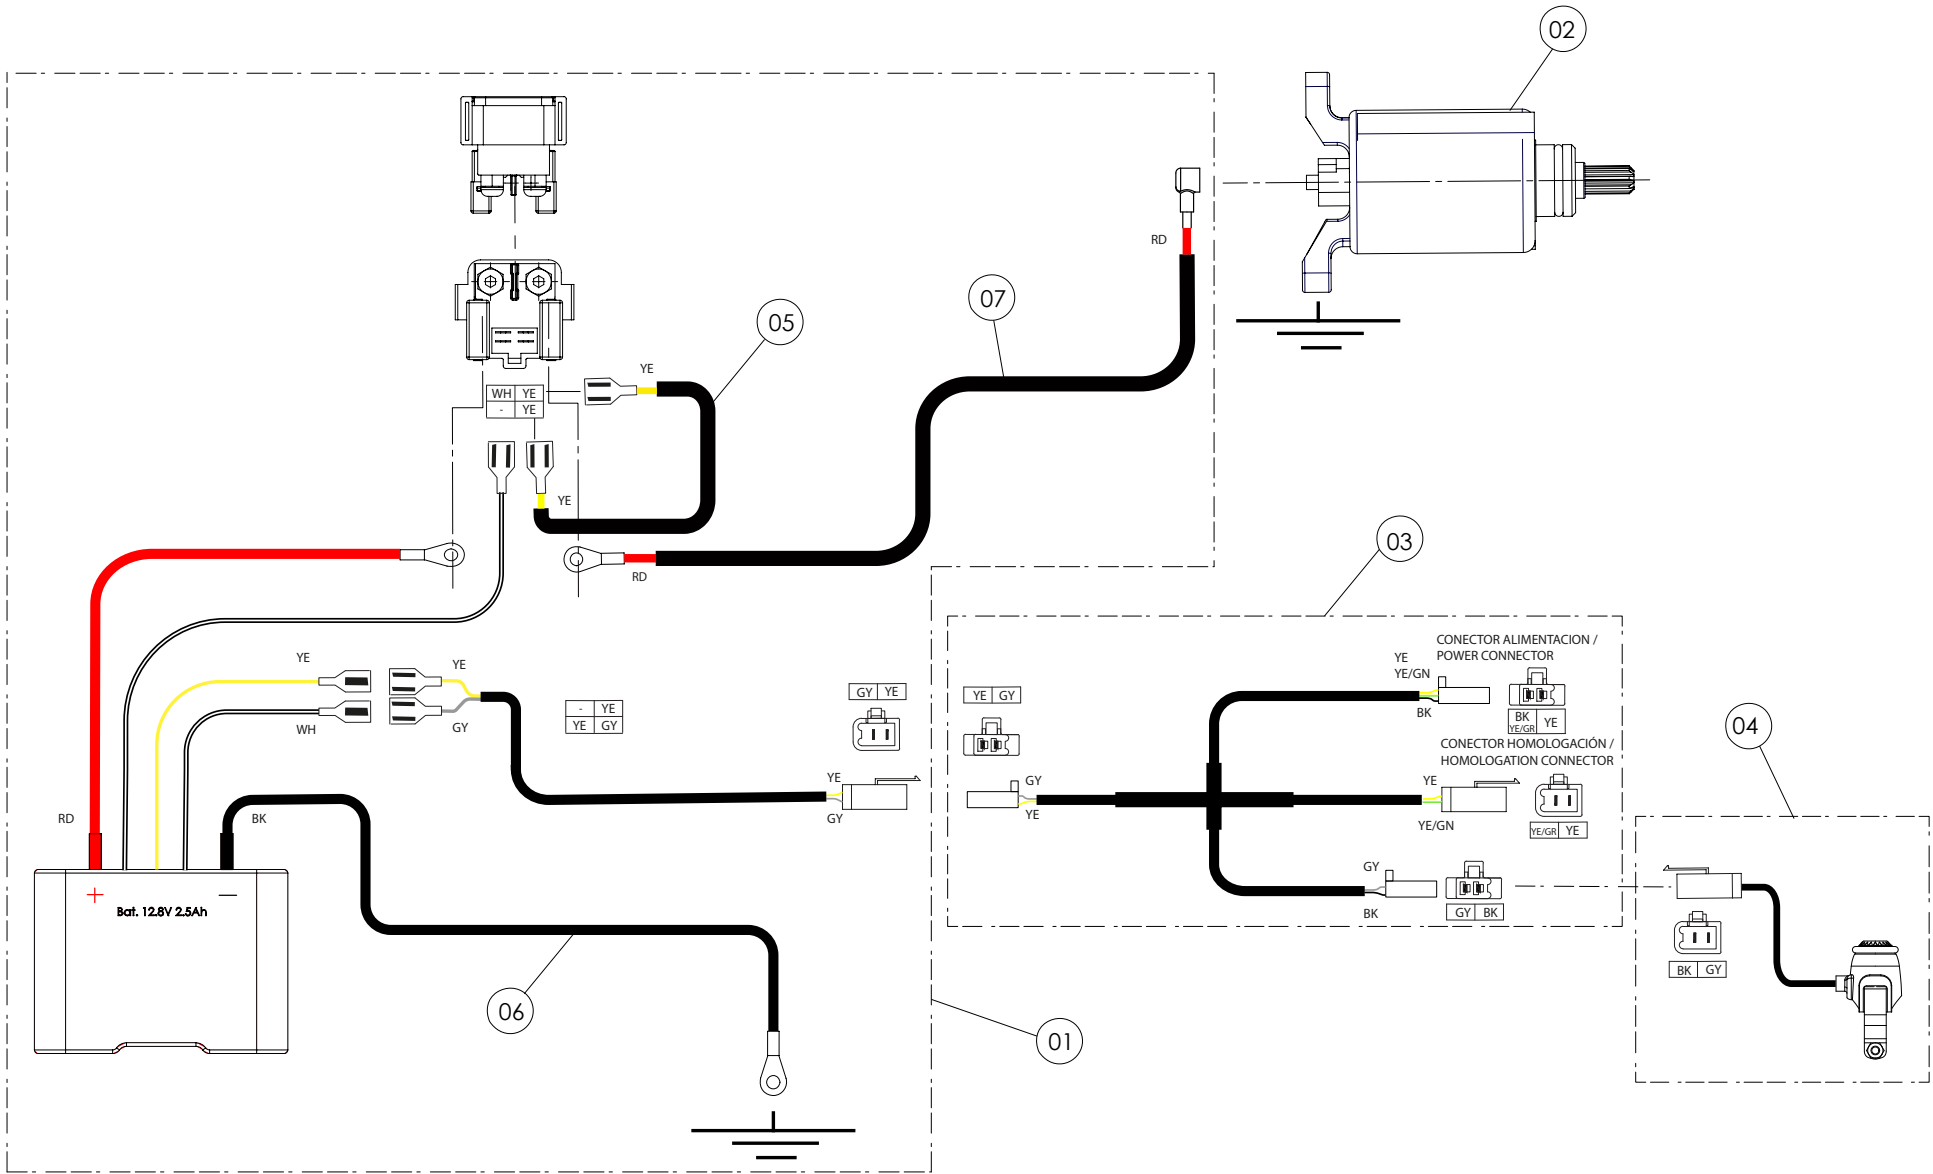 02
RD
07
05
YE
WH YE
- YE
YE
RD
03
YE
YE
WH
GY
- YE
YE GY
GY YE
YE
GY
YE GY
GY
YE
CONECTOR ALIMENTACION /
POWER CONNECTOR
YE
YE/GN
BK
BK
YE/GR
YE
CONECTOR HOMOLOGACIÓN /
HOMOLOGATION CONNECTOR
YE
YE/GN
YE/GR YE
GY
BK
GY BK
04
BK GY
RD
BK
+
—
Bat. 12.8V 2.5Ah
06
01